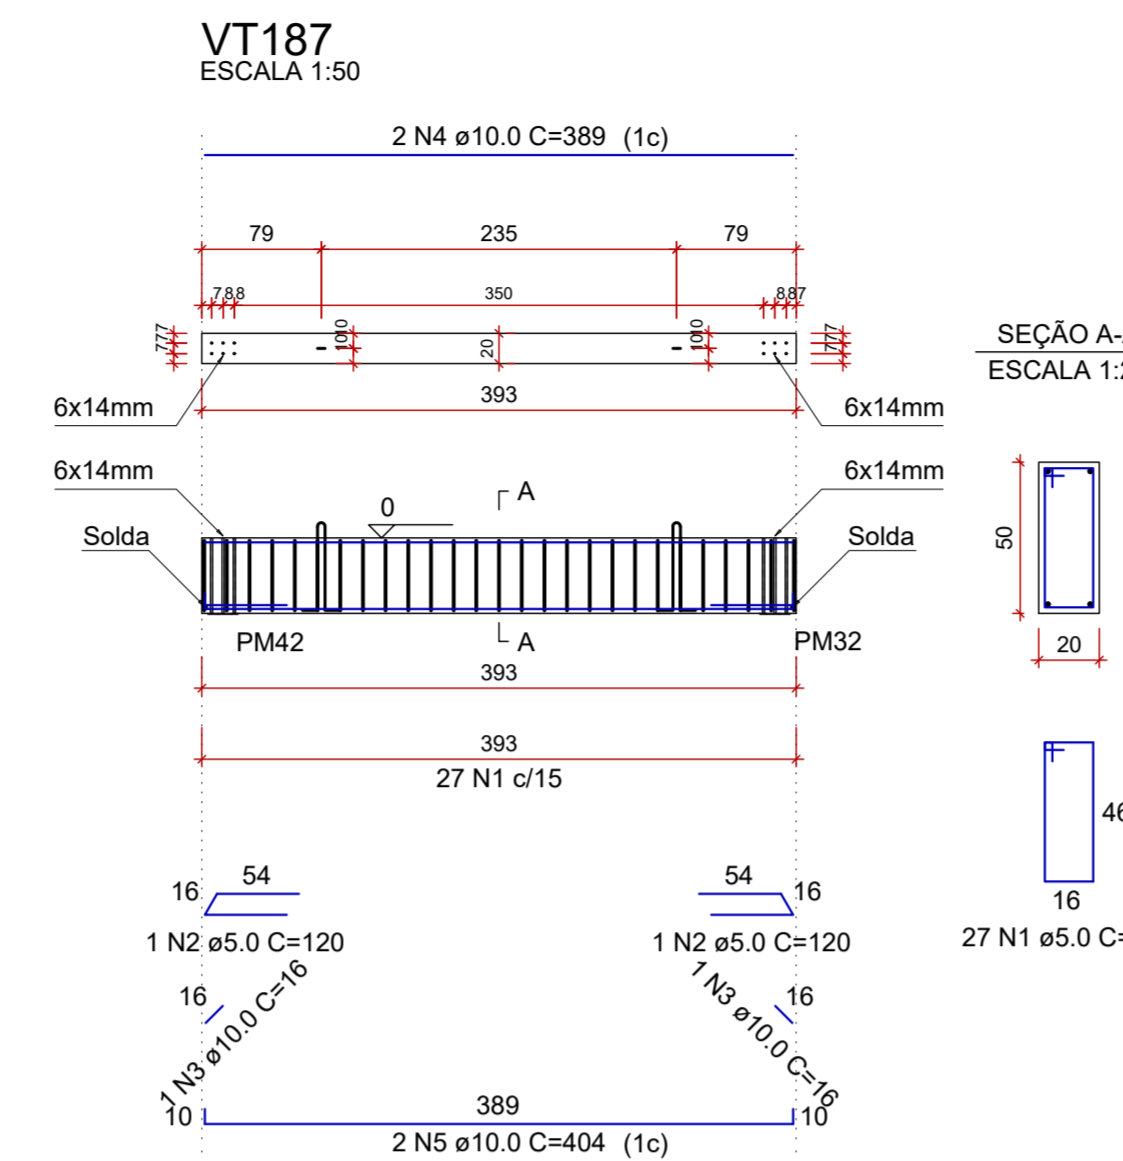 VT187
ESCALA 1:50
2 N4 ø10.0 C=389 (1c)
79 235 79
7 8 8 350 8 8 7
7 7 7 10 10 20 10 10 7 7 7
393
6x14mm 6x14mm
6x14mm 6x14mm
A
0
Solda Solda
PM42 A PM32
393
393
27 N1 c/15
16 54 54 16
1 N2 ø5.0 C=120 1 N2 ø5.0 C=120
16 16
1 N3 ø10.0 C=16 1 N3 ø10.0 C=16
10 389 10
2 N5 ø10.0 C=404 (1c)
SEÇÃO A-
ESCALA 1:
50
20
46
16
27 N1 ø5.0 C=